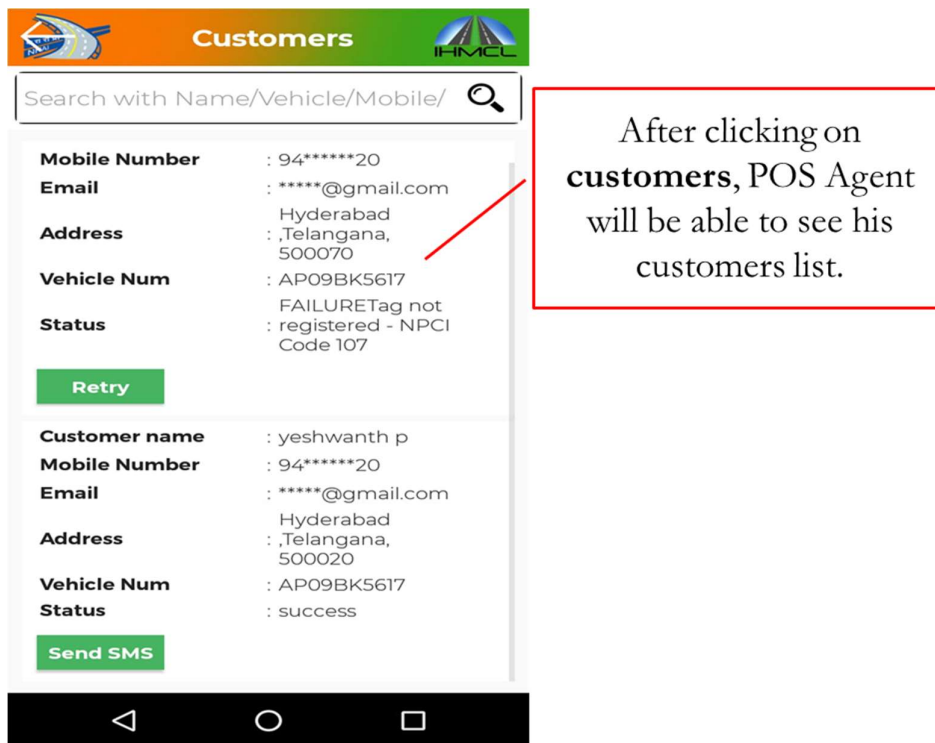 Customers
IHMCL
Search with Name/Vehicle/Mobile/
Mobile Number : 94******20
Email : *****@gmail.com
Address : Hyderabad
,Telangana,
500070
Vehicle Num : AP09BK5617
Status : FAILURETag not
registered - NPCI
Code 107
Retry
Customer name : yeshwanth p
Mobile Number : 94******20
Email : *****@gmail.com
Address : Hyderabad
,Telangana,
500020
Vehicle Num : AP09BK5617
Status : success
Send SMS
After clicking on
customers, POS Agent
will be able to see his
customers list.